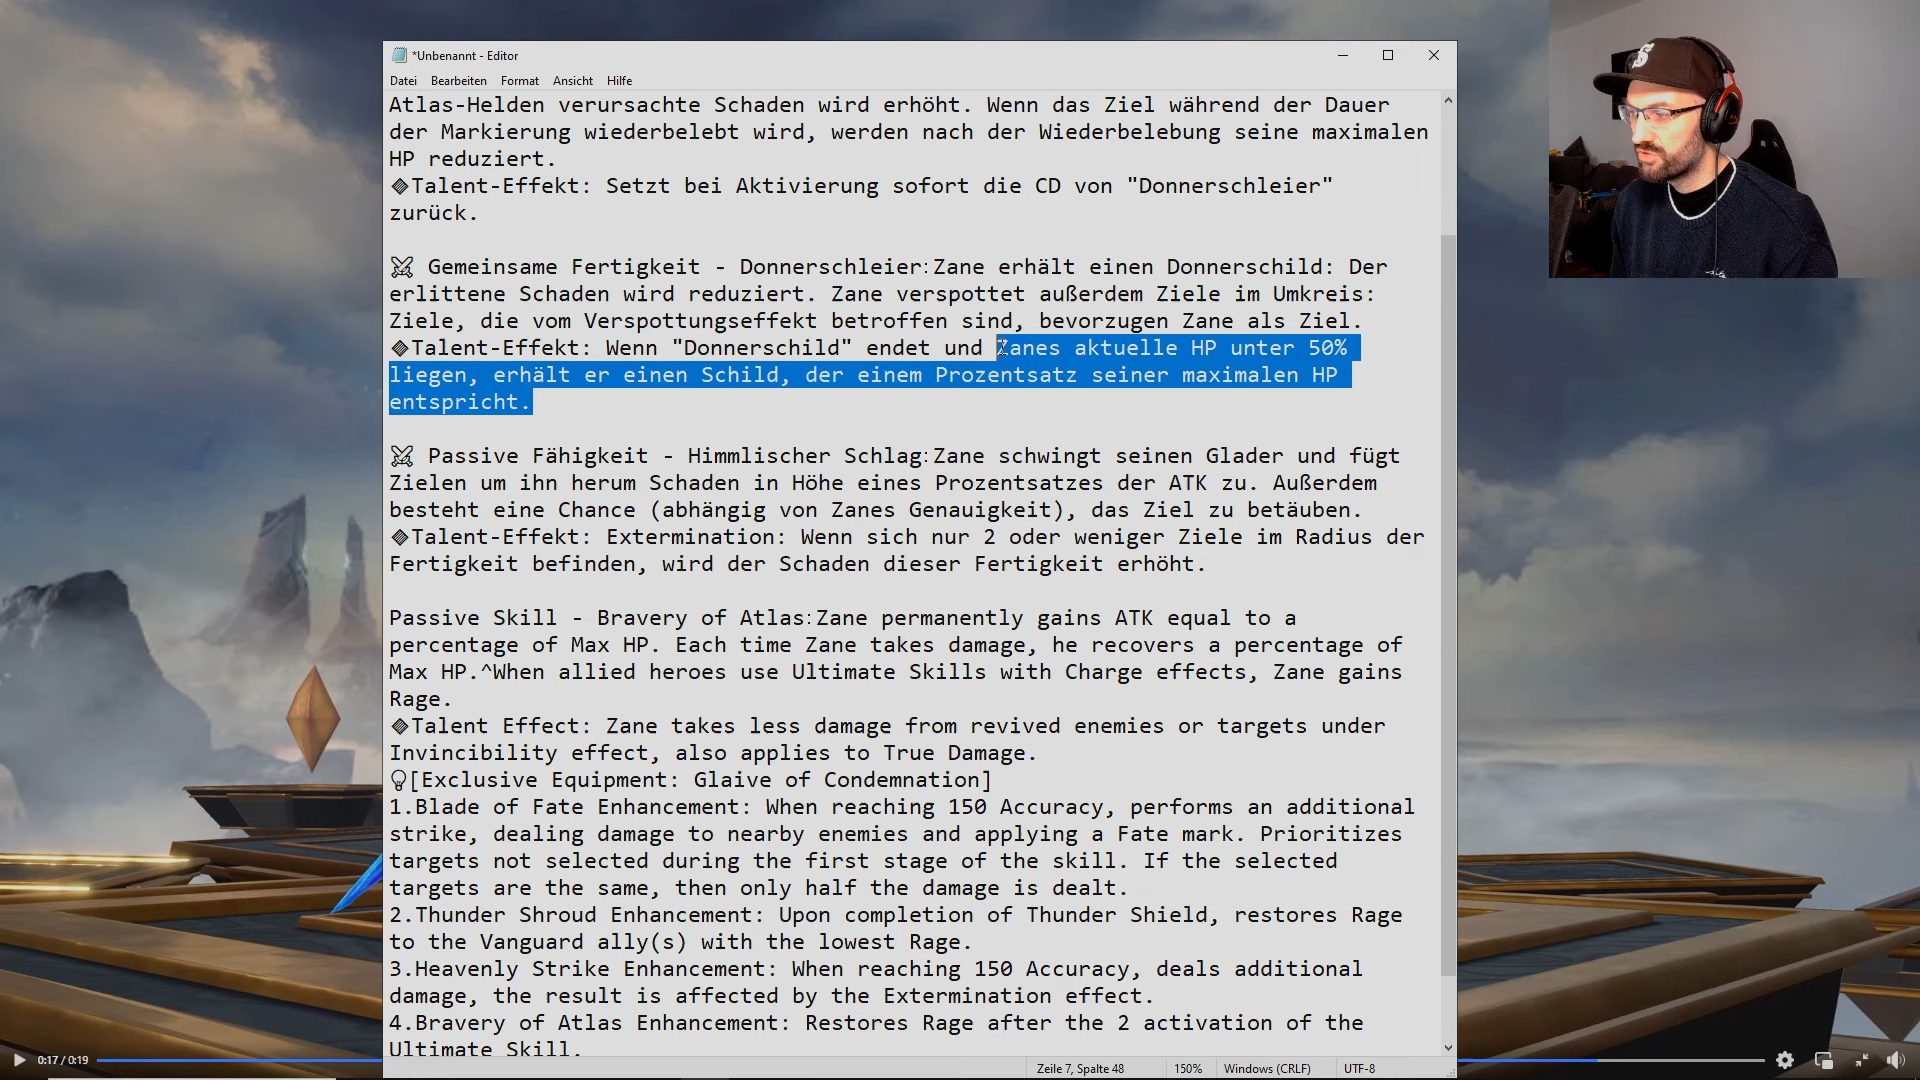 *Unbenannt - Editor
Datei Bearbeiten Format Ansicht Hilfe
Atlas-Helden verursachte Schaden wird erhöht. Wenn das Ziel während der Dauer
der Markierung wiederbelebt wird, werden nach der Wiederbelebung seine maximalen
HP reduziert.
Talent-Effekt: Setzt bei Aktivierung sofort die CD von "Donnerschleier"
zurück.
Gemeinsame Fertigkeit - Donnerschleier:Zane erhält einen Donnerschild: Der
erlittene Schaden wird reduziert. Zane verspottet außerdem Ziele im Umkreis:
Ziele, die vom Verspottungseffekt betroffen sind, bevorzugen Zane als Ziel.
Talent-Effekt: Wenn "Donnerschild" endet und Zanes aktuelle HP unter 50%
liegen, erhält er einen Schild, der einem Prozentsatz seiner maximalen HP
entspricht.
Passive Fähigkeit - Himmlischer Schlag:Zane schwingt seinen Glader und fügt
Zielen um ihn herum Schaden in Höhe eines Prozentsatzes der ATK zu. Außerdem
besteht eine Chance (abhängig von Zanes Genauigkeit), das Ziel zu betäuben.
Talent-Effekt: Extermination: Wenn sich nur 2 oder weniger Ziele im Radius der
Fertigkeit befinden, wird der Schaden dieser Fertigkeit erhöht.
Passive Skill - Bravery of Atlas:Zane permanently gains ATK equal to a
percentage of Max HP. Each time Zane takes damage, he recovers a percentage of
Max HP.^When allied heroes use Ultimate Skills with Charge effects, Zane gains
Rage.
Talent Effect: Zane takes less damage from revived enemies or targets under
Invincibility effect, also applies to True Damage.
[Exclusive Equipment: Glaive of Condemnation]
1.Blade of Fate Enhancement: When reaching 150 Accuracy, performs an additional
strike, dealing damage to nearby enemies and applying a Fate mark. Prioritizes
targets not selected during the first stage of the skill. If the selected
targets are the same, then only half the damage is dealt.
2.Thunder Shroud Enhancement: Upon completion of Thunder Shield, restores Rage
to the Vanguard ally(s) with the lowest Rage.
3.Heavenly Strike Enhancement: When reaching 150 Accuracy, deals additional
damage, the result is affected by the Extermination effect.
4.Bravery of Atlas Enhancement: Restores Rage after the 2 activation of the
Ultimate Skill.
0:17 / 0:19
Zeile 7, Spalte 48 150% Windows (CRLF) UTF-8